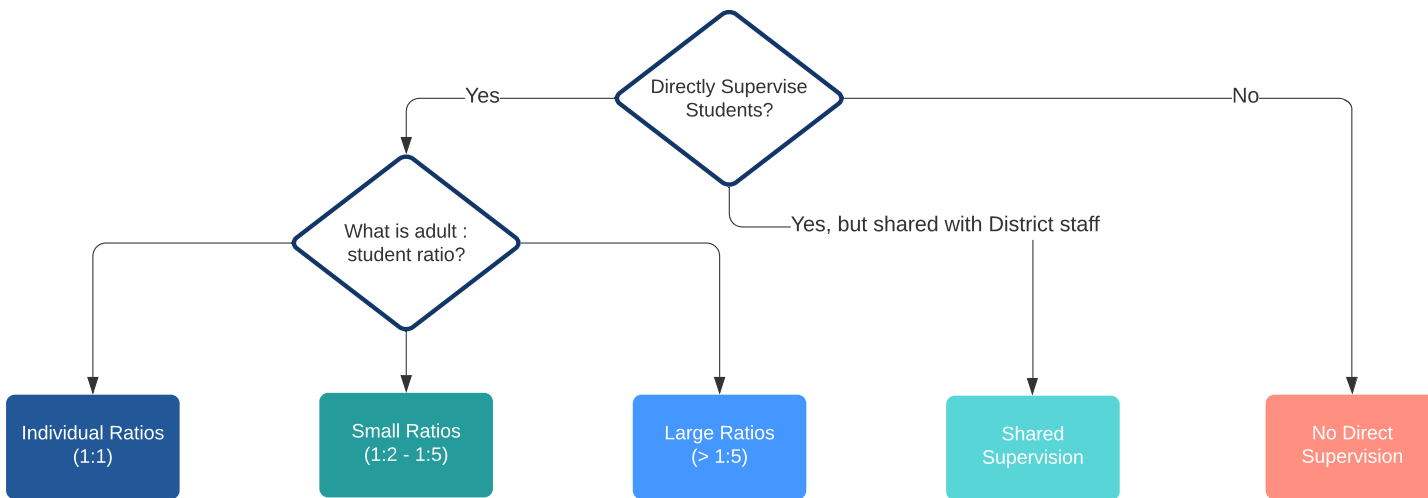 Directly Supervise
Students?
Yes
No
Yes, but shared with District staff
What is adult :
student ratio?
Individual Ratios
(1:1)
Small Ratios
(1:2 - 1:5)
Large Ratios
(> 1:5)
Shared
Supervision
No Direct
Supervision